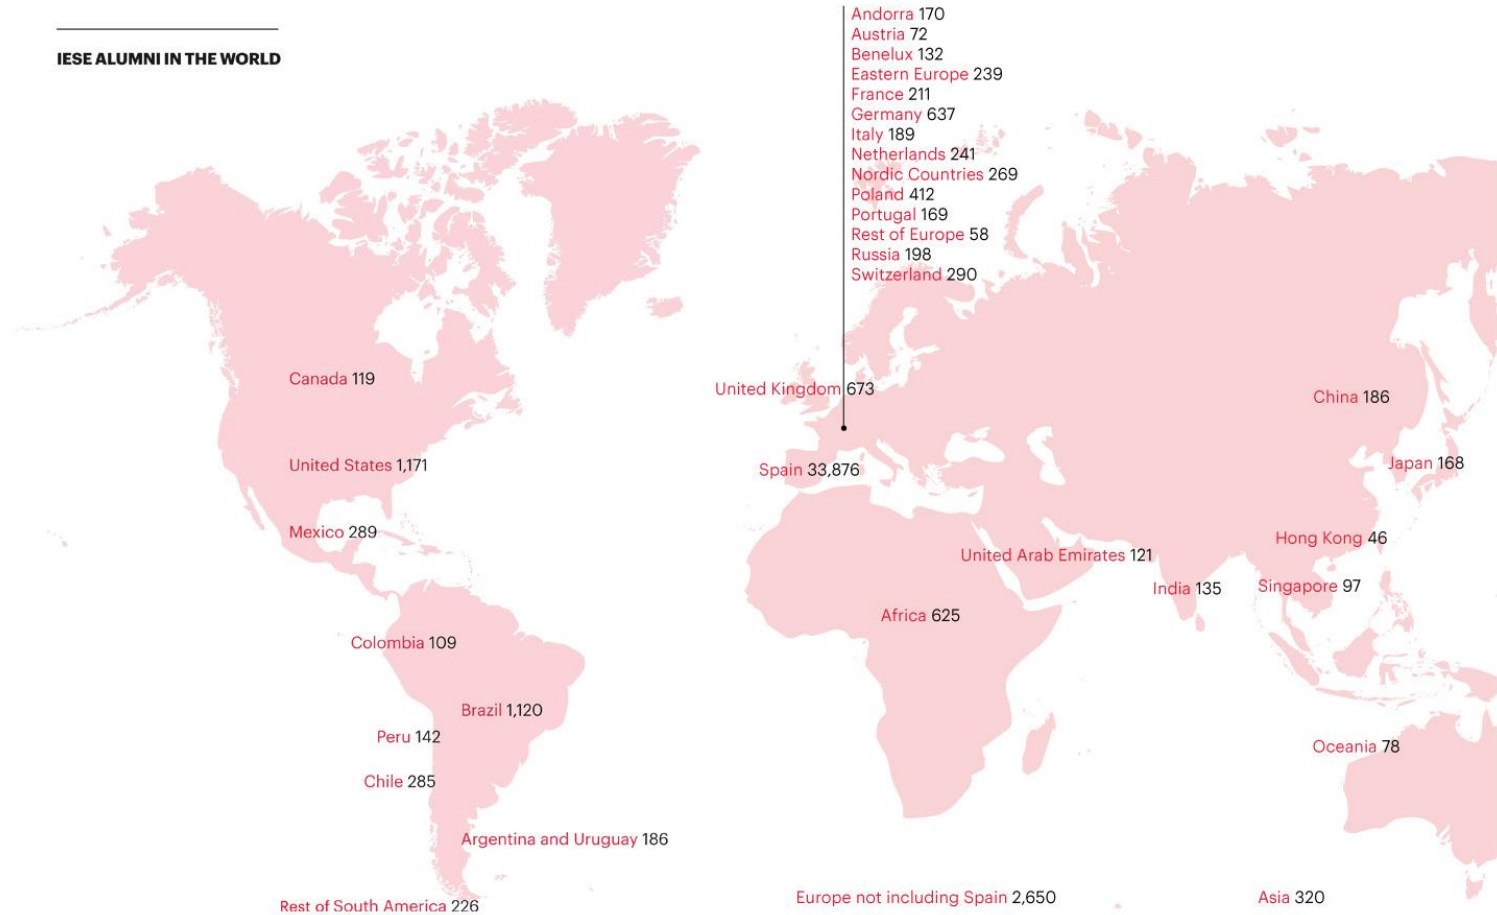 IESE ALUMNI IN THE WORLD
Andorra 170
Austria 72
Benelux 132
Eastern Europe 239
France 211
Germany 637
Italy 189
Netherlands 241
Nordic Countries 269
Poland 412
Portugal 169
Rest of Europe 58
Russia 198
Switzerland 290
Canada 119
United Kingdom 673
China 186
United States 1,171
Spain 33,876
Japan 168
Mexico 289
Hong Kong 46
United Arab Emirates 121
India 135
Singapore 97
Africa 625
Colombia 109
Brazil 1,120
Peru 142
Oceania 78
Chile 285
Argentina and Uruguay 186
Europe not including Spain 2,650
Asia 320
Rest of South America 226